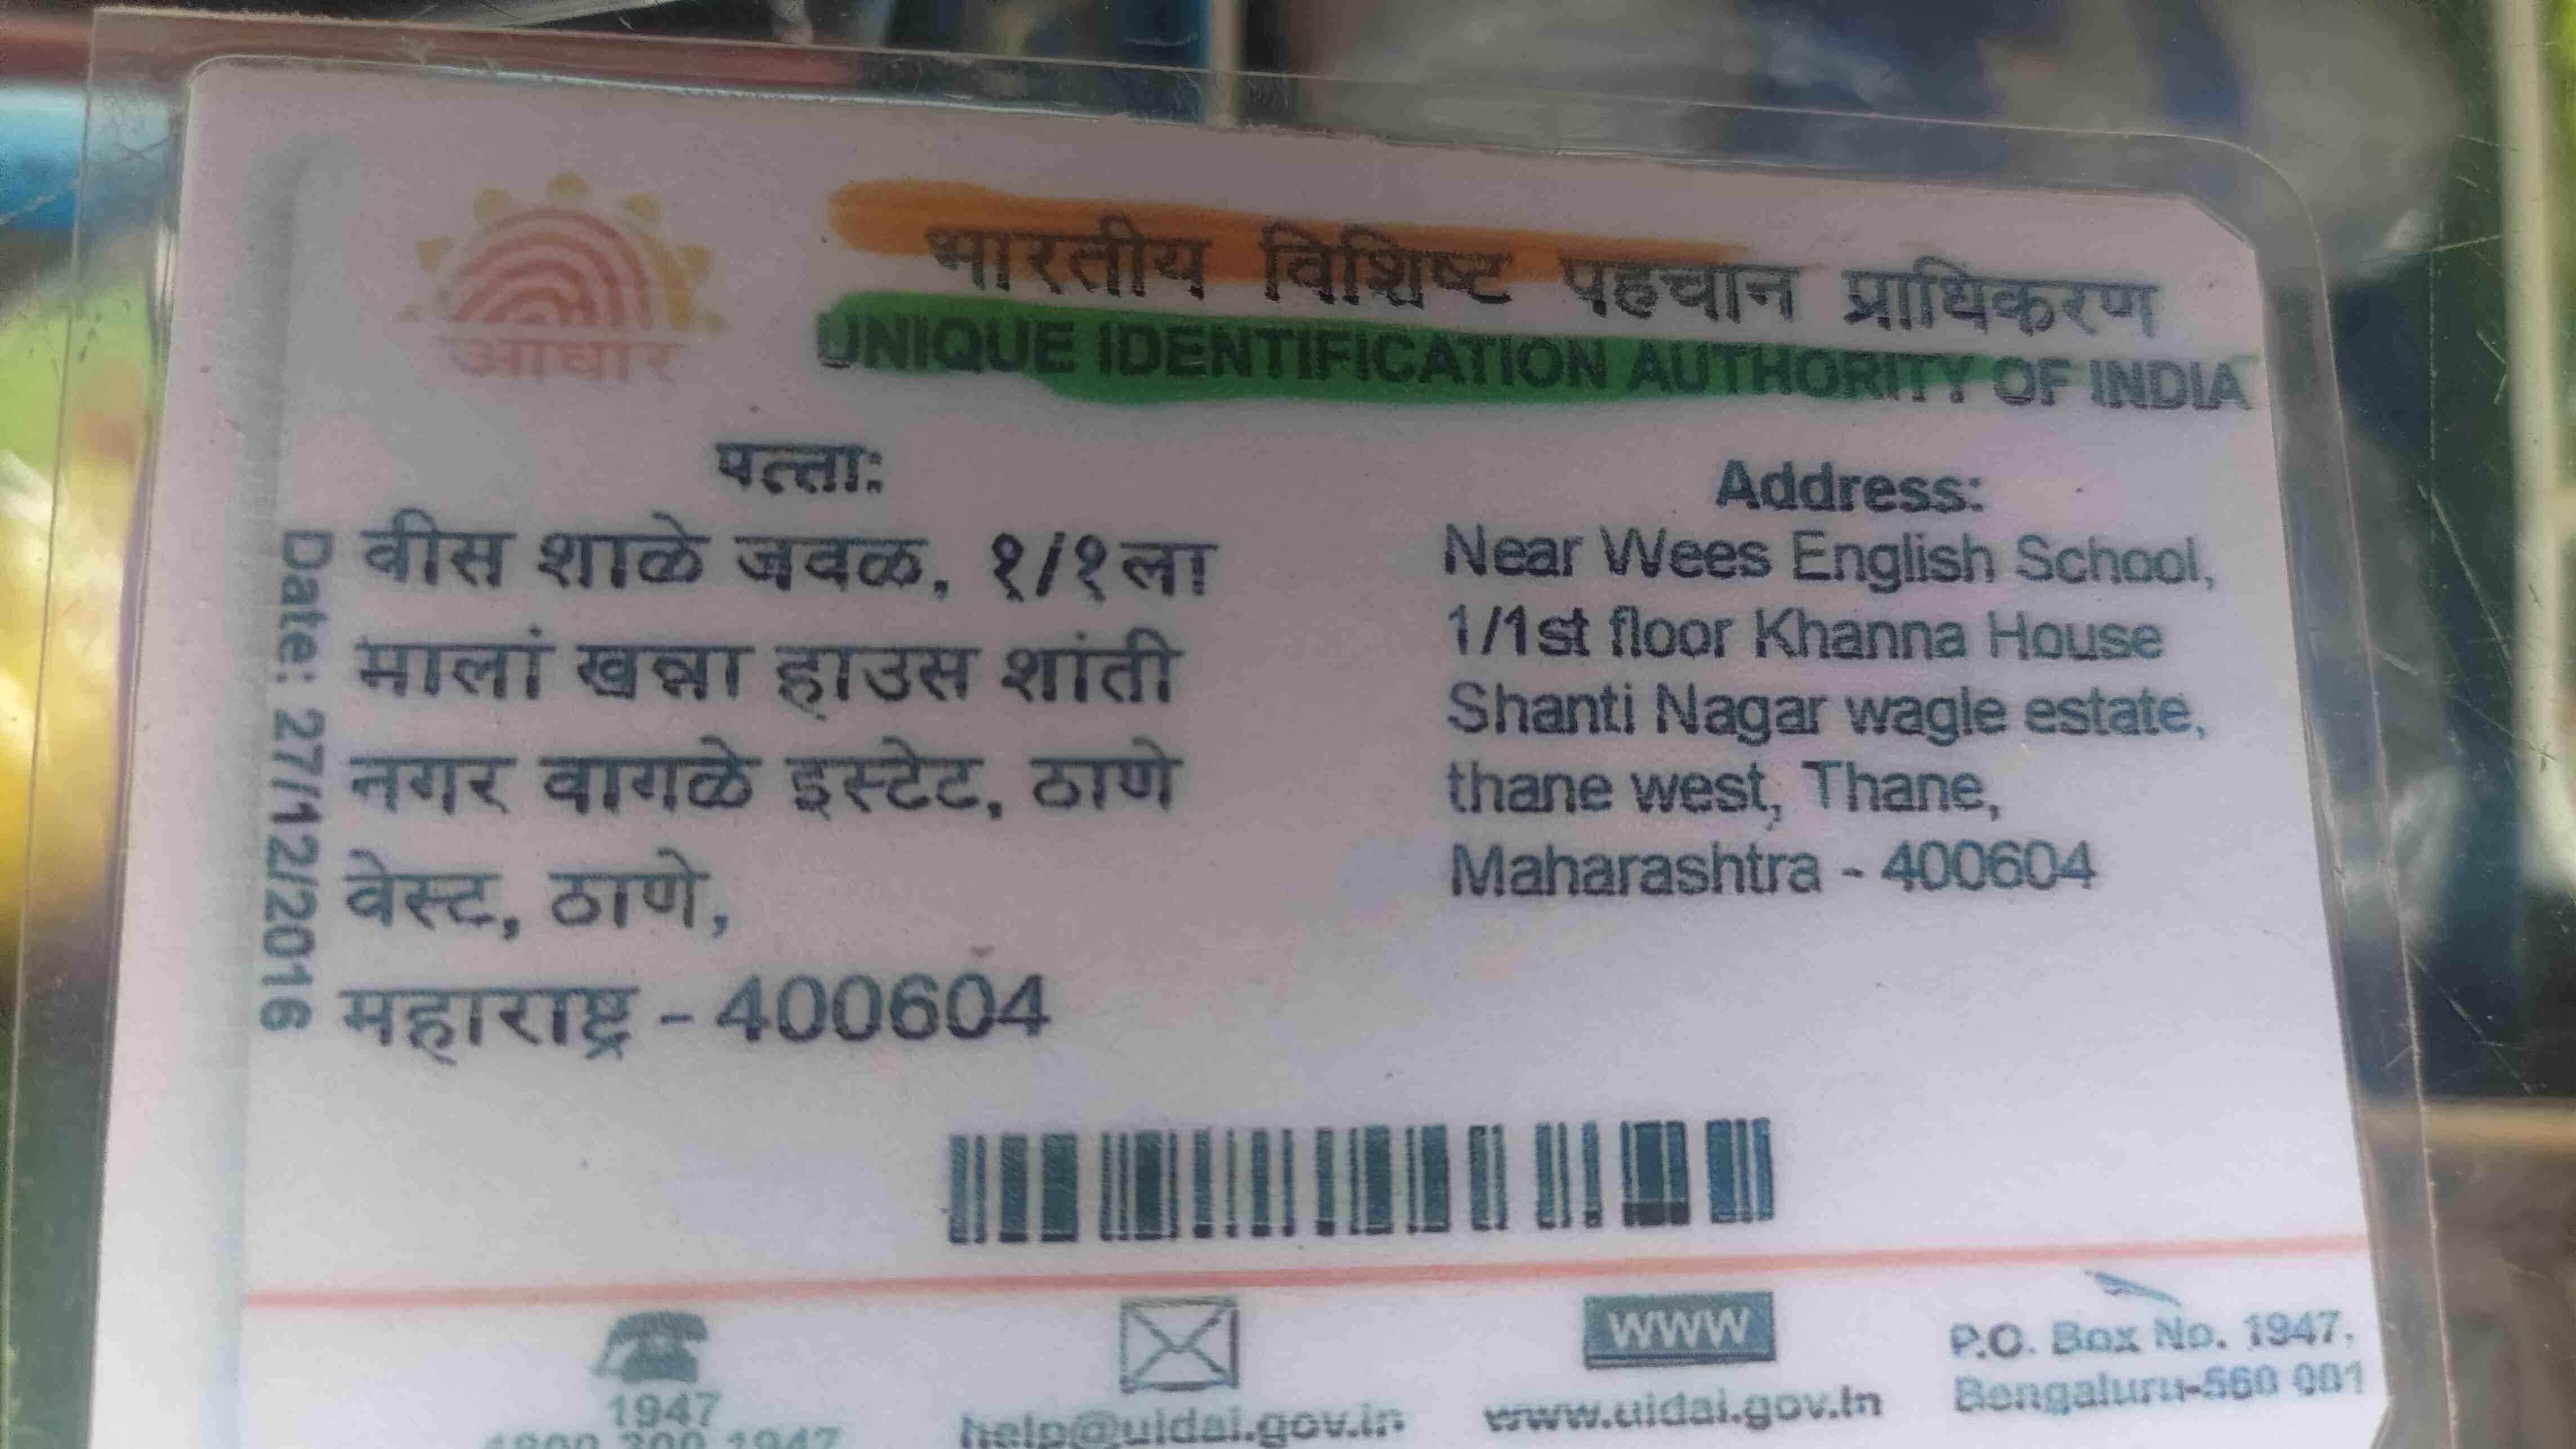 भारतीय विशिष्ट पहचान प्राधिकरण
आधार
UNIQUE IDENTIFICATION AUTHORITY OF INDIA
पत्ता:
वीस शाळे जवळ, १/१ला
मालां खन्ना हाउस शांती
नगर वागळे इस्टेट, ठाणे
वेस्ट, ठाणे,
महाराष्ट्र - 400604
Date: 27/12/2016
Address:
Near Wees English School,
1/1st floor Khanna House
Shanti Nagar wagle estate,
thane west, Thane,
Maharashtra - 400604
1947
1800 300 1947
help@uidai.gov.in
www
www.uidai.gov.in
P.O. Box No. 1947,
Bengaluru-560 001